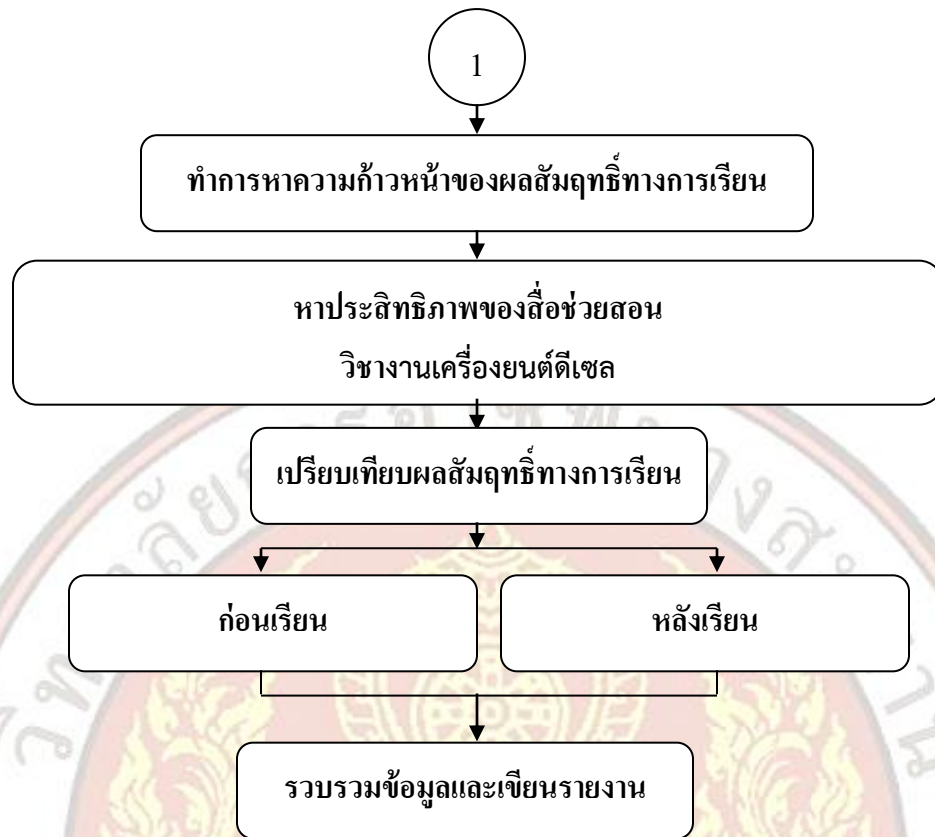 1
ทำการหาความก้าวหน้าของผลสัมฤทธิ์ทางการเรียน
หาประสิทธิภาพของสื่อช่วยสอน
วิชางานเครื่องยนต์ดีเซล
เปรียบเทียบผลสัมฤทธิ์ทางการเรียน
ก่อนเรียน
หลังเรียน
รวบรวมข้อมูลและเขียนรายงาน